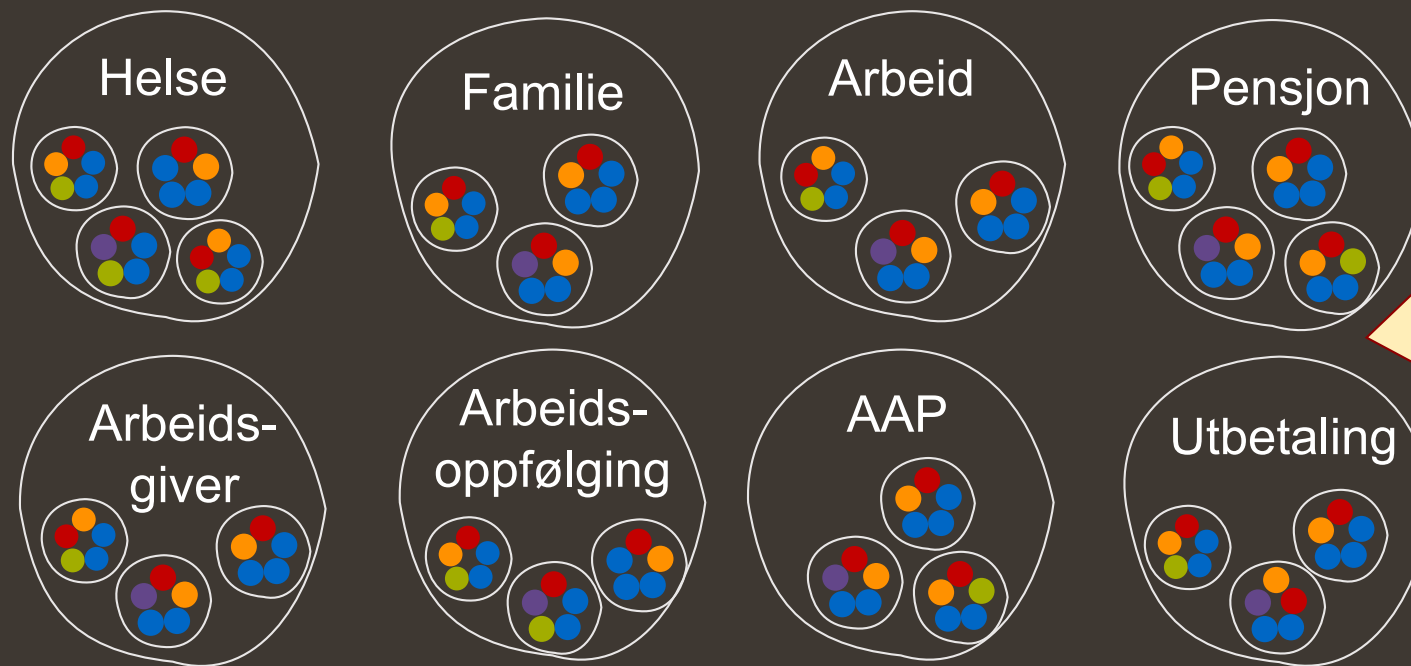 Helse
Familie
Arbeid
Pensjon
Arbeids-
giver
Arbeids-
oppfølging
AAP
Utbetaling